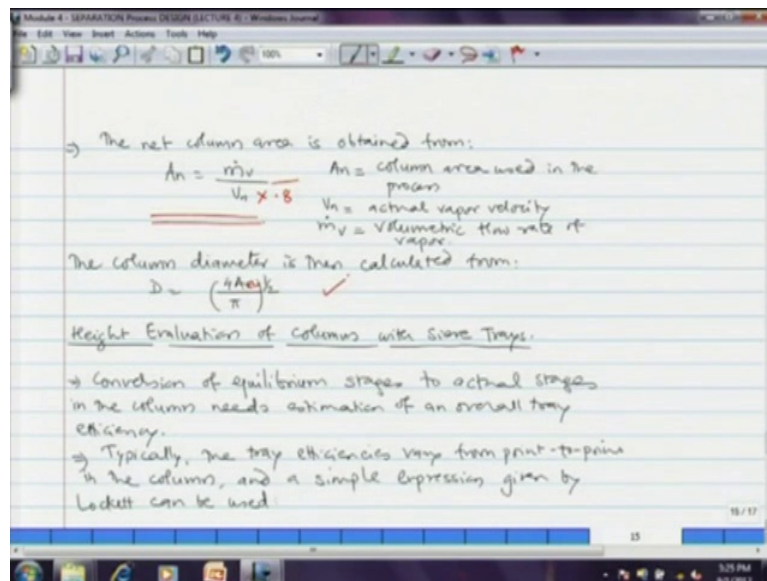 Module 4 - SEPARATION Process DESIGN (LECTURE 4) - Windows Journal
File Edit View Insert Actions Tools Help
100%
⇒ The net column area is obtained from:
An = ṁv / Vn × .8
An = column area used in the
process
Vn = actual vapor velocity
ṁv = Volumetric flow rate of
vapor.
The column diameter is then calculated from:
D = (4A / π)^½ ✓
Height Evaluation of Columns with Sieve Trays.
⇒ Conversion of equilibrium stages to actual stages
in the column needs estimation of an overall tray
efficiency.
⇒ Typically, the tray efficiencies vary from point-to-point
in the column, and a simple expression given by
Lockett can be used
15 / 17
15
5:25 PM